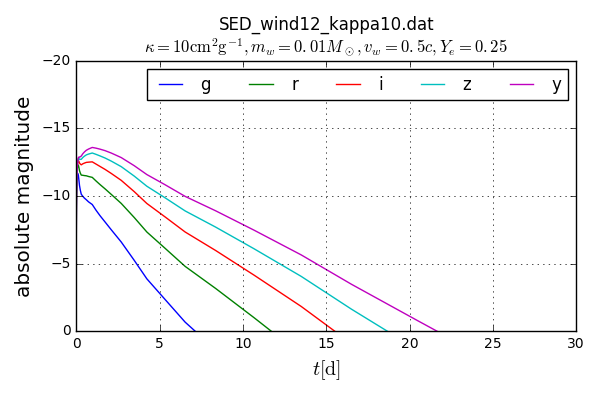 SED_wind12_kappa10.dat
κ = 10cm²g⁻¹, m_w = 0.01M_⊙, v_w = 0.5c, Y_e = 0.25
g r i z y
absolute magnitude
−20
−15
−10
−5
0
0 5 10 15 20 25 30
t[d]